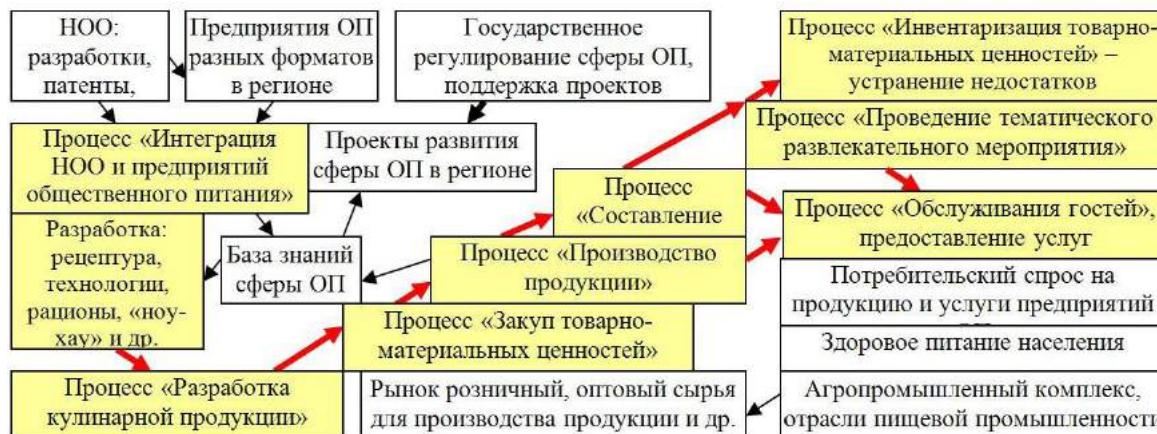 НОО:
разработки,
патенты,
Предприятия ОП
разных форматов
в регионе
Государственное
регулирование сферы ОП,
поддержка проектов
Процесс «Инвентаризация товарно-
материальных ценностей» –
устранение недостатков
Процесс «Интеграция
НОО и предприятий
общественного питания»
Проекты развития
сферы ОП в регионе
Процесс «Проведение тематического
развлекательного мероприятия»
Процесс
«Составление
Процесс «Обслуживания гостей»,
предоставление услуг
Разработка:
рецептура,
технологии,
рационы, «ноу-
хау» и др.
База знаний
сферы ОП
Процесс «Производство
продукции»
Потребительский спрос на
продукцию и услуги предприятий
Процесс «Закуп товарно-
материальных ценностей»
Здоровое питание населения
Процесс «Разработка
кулинарной продукции»
Рынок розничный, оптовый сырья
для производства продукции и др.
Агропромышленный комплекс,
отрасли пищевой промышленности